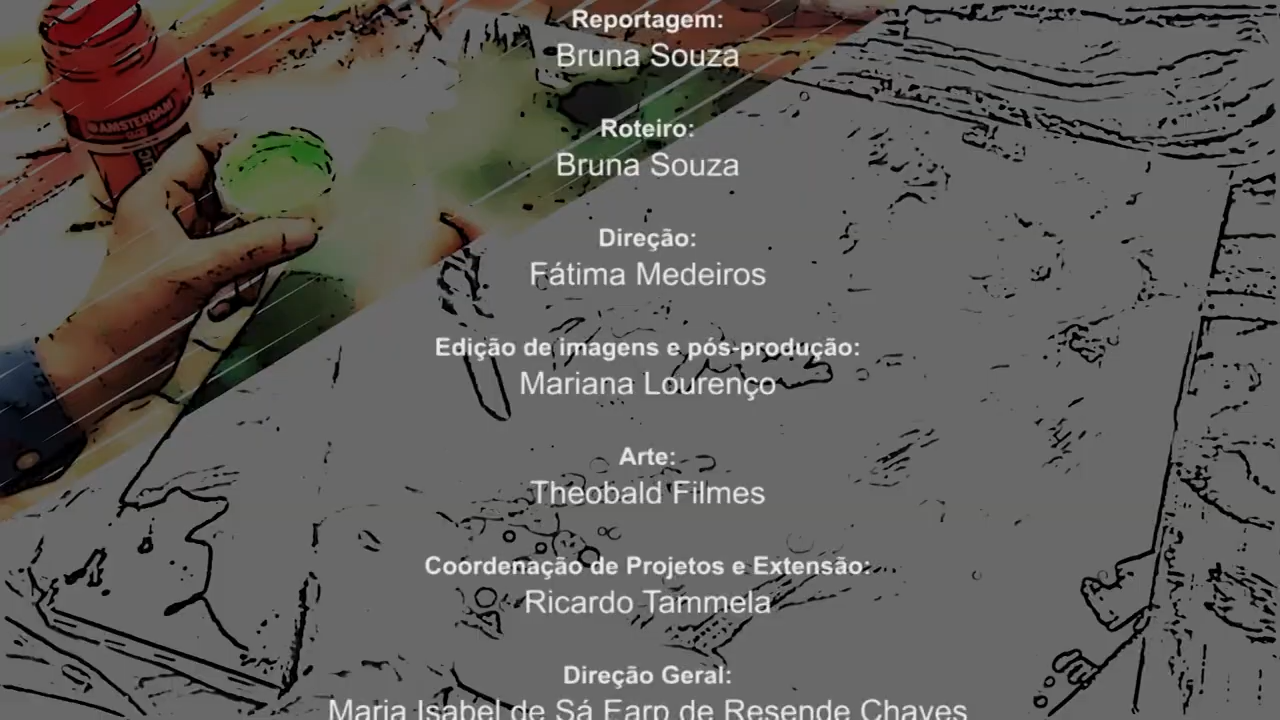 Reportagem:
Bruna Souza
AMSTERDAM
Roteiro:
Bruna Souza
Direção:
Fátima Medeiros
Edição de imagens e pós-produção:
Mariana Lourenço
Arte:
Theobald Filmes
Coordenação de Projetos e Extensão:
Ricardo Tammela
Direção Geral:
Maria Isabel de Sá Earp de Resende Chaves